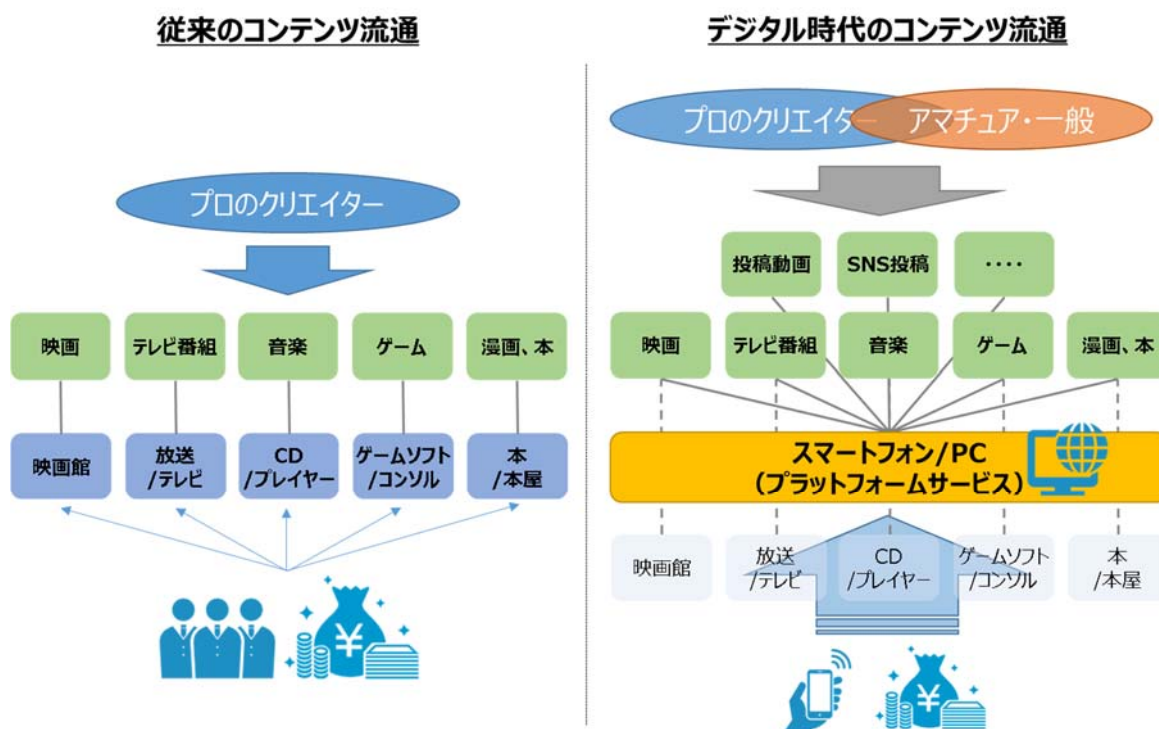 従来のコンテンツ流通
プロのクリエイター
映画
テレビ番組
音楽
ゲーム
漫画、本
映画館
放送
/テレビ
CD
/プレイヤー
ゲームソフト
/コンソル
本
/本屋
¥
デジタル時代のコンテンツ流通
プロのクリエイター
アマチュア・一般
投稿動画
SNS投稿
････
映画
テレビ番組
音楽
ゲーム
漫画、本
スマートフォン/PC
（プラットフォームサービス）
映画館
放送
/テレビ
CD
/プレイヤー
ゲームソフト
/コンソル
本
/本屋
¥